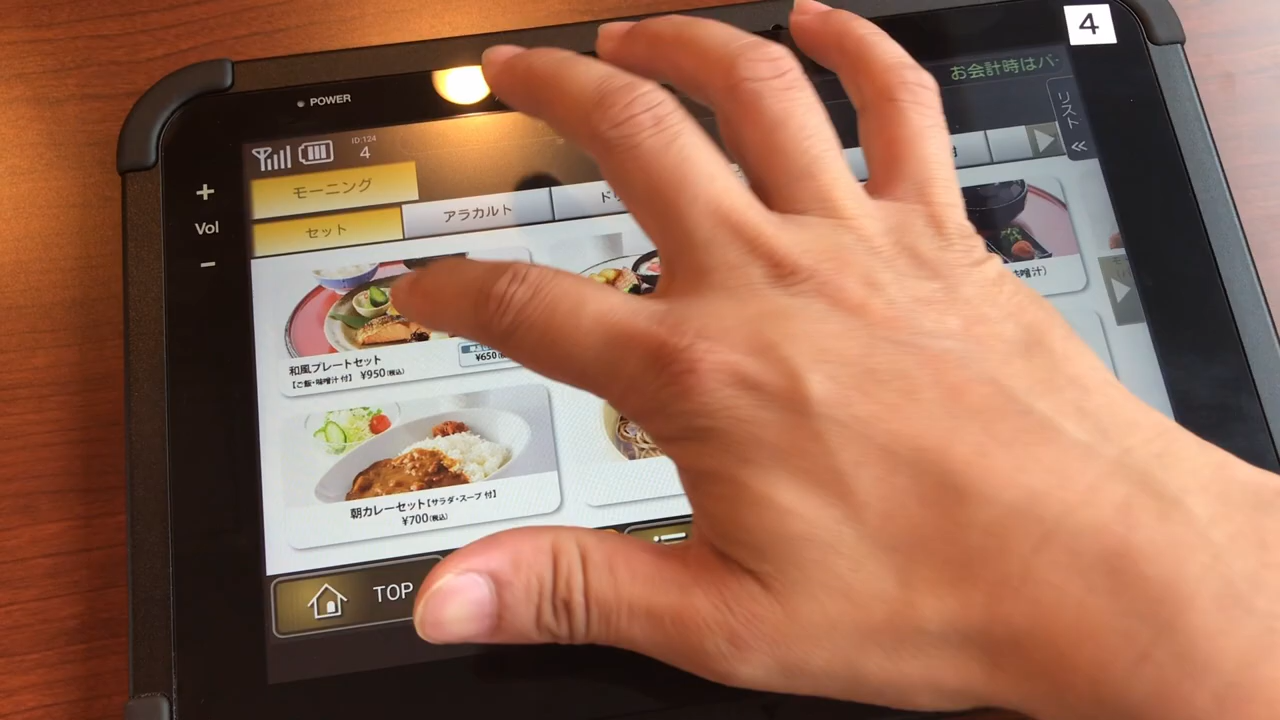 4
POWER
お会計時はバ
リスト
ID:124
4
モーニング
セット
アラカルト
+
Vol
-
味噌汁)
和風プレートセット
【ご飯・味噌汁 付】 ¥950(税込)
¥650
朝カレーセット【サラダ・スープ 付】
¥700(税込)
TOP